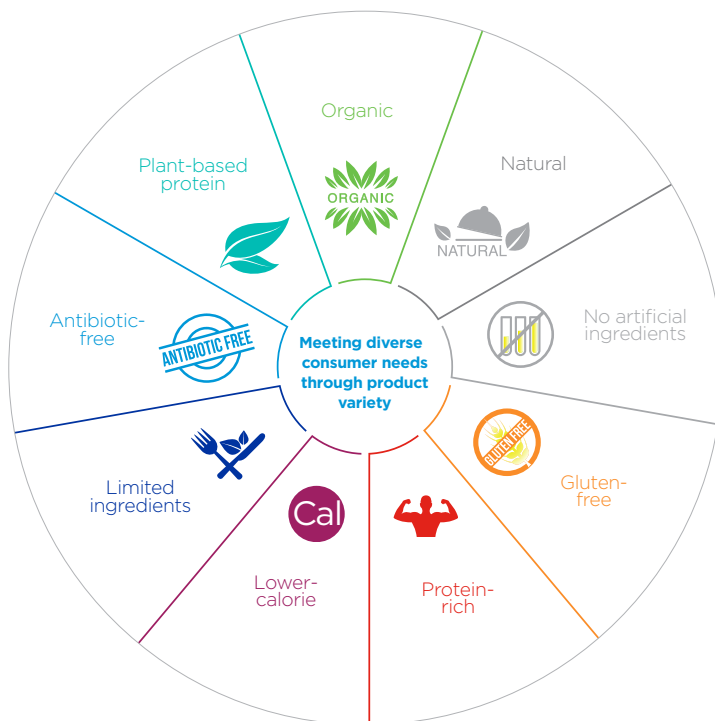 Organic
ORGANIC
Natural
NATURAL
No artificial
ingredients
Gluten-
free
GLUTEN FREE
Protein-
rich
Lower-
calorie
Cal
Limited
ingredients
Antibiotic-
free
ANTIBIOTIC FREE
Plant-based
protein
Meeting diverse
consumer needs
through product
variety